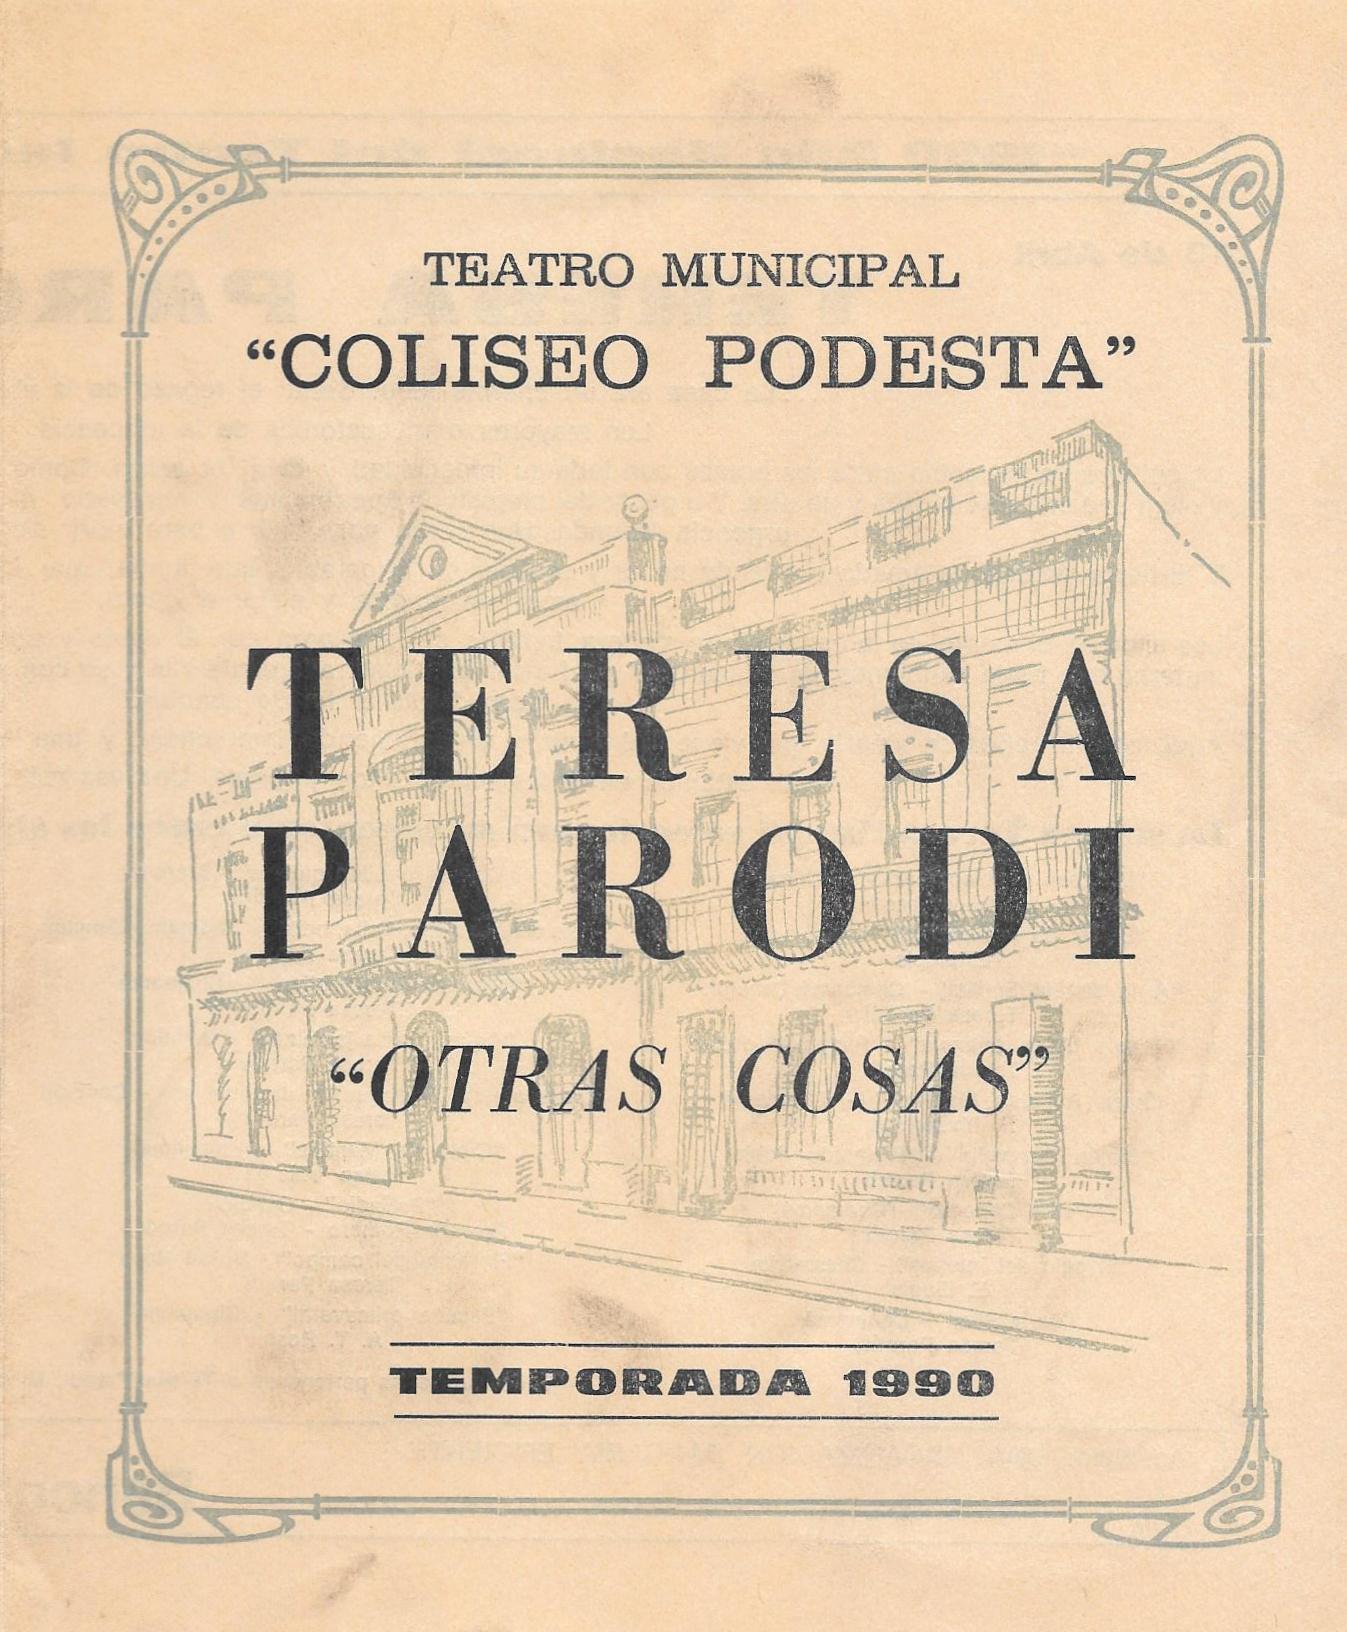 TEATRO MUNICIPAL
“COLISEO PODESTA”
TERESA
PARODI
“OTRAS COSAS”
TEMPORADA 1990